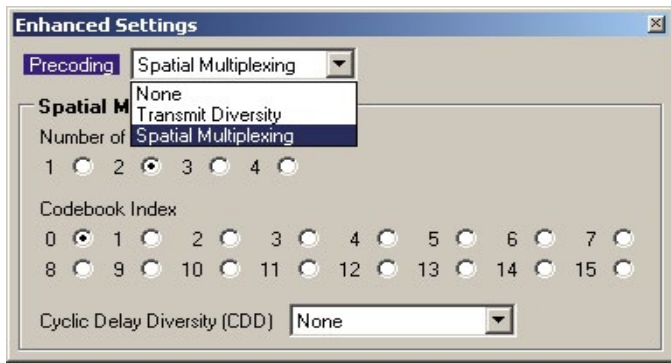 Enhanced Settings
Precoding Spatial Multiplexing
None
Transmit Diversity
Spatial M
Spatial Multiplexing
Number of
1 2 3 4
Codebook Index
0 1 2 3 4 5 6 7
8 9 10 11 12 13 14 15
Cyclic Delay Diversity (CDD) None